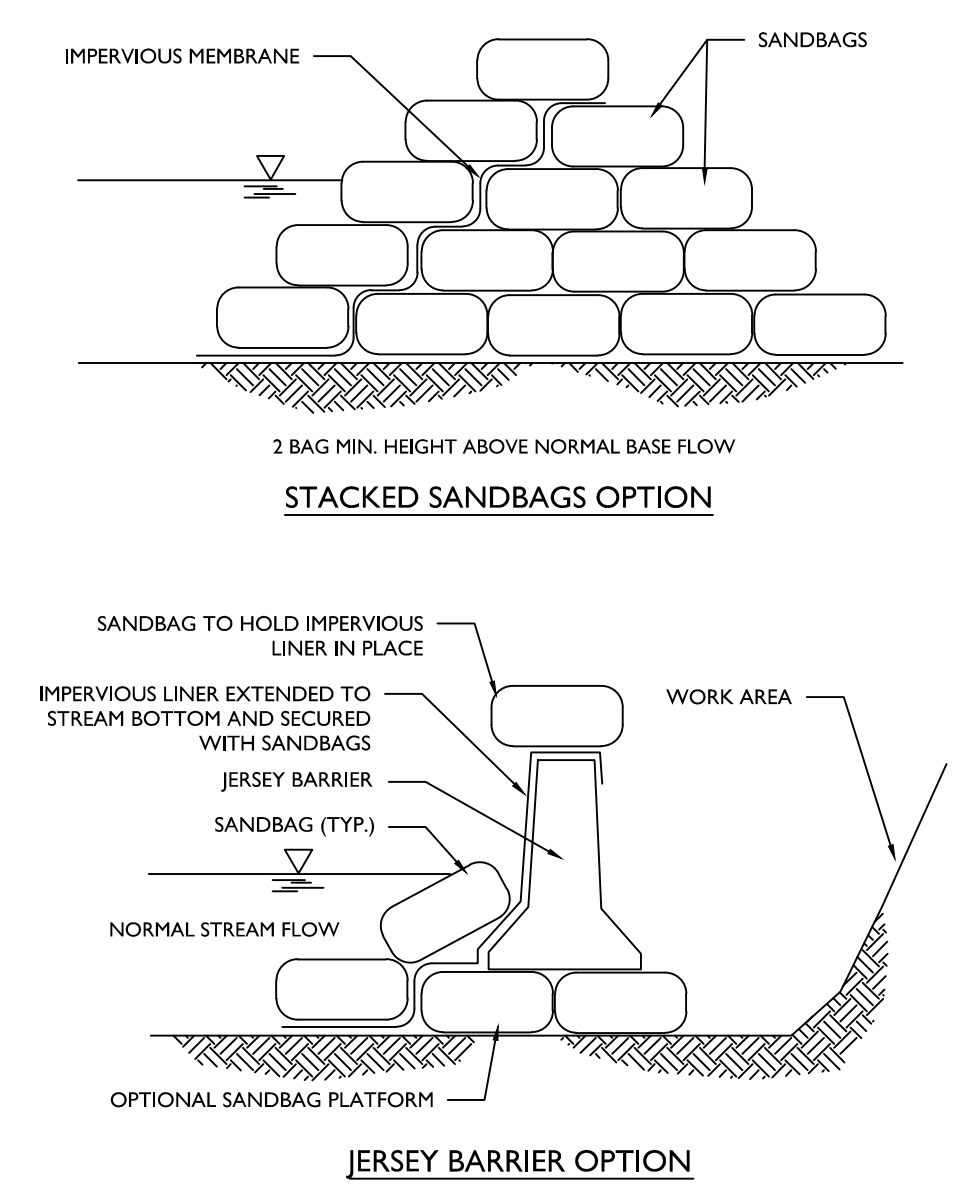 IMPERVIOUS MEMBRANE
SANDBAGS
2 BAG MIN. HEIGHT ABOVE NORMAL BASE FLOW
STACKED SANDBAGS OPTION
SANDBAG TO HOLD IMPERVIOUS
LINER IN PLACE
IMPERVIOUS LINER EXTENDED TO
STREAM BOTTOM AND SECURED
WITH SANDBAGS
WORK AREA
JERSEY BARRIER
SANDBAG (TYP.)
NORMAL STREAM FLOW
OPTIONAL SANDBAG PLATFORM
JERSEY BARRIER OPTION